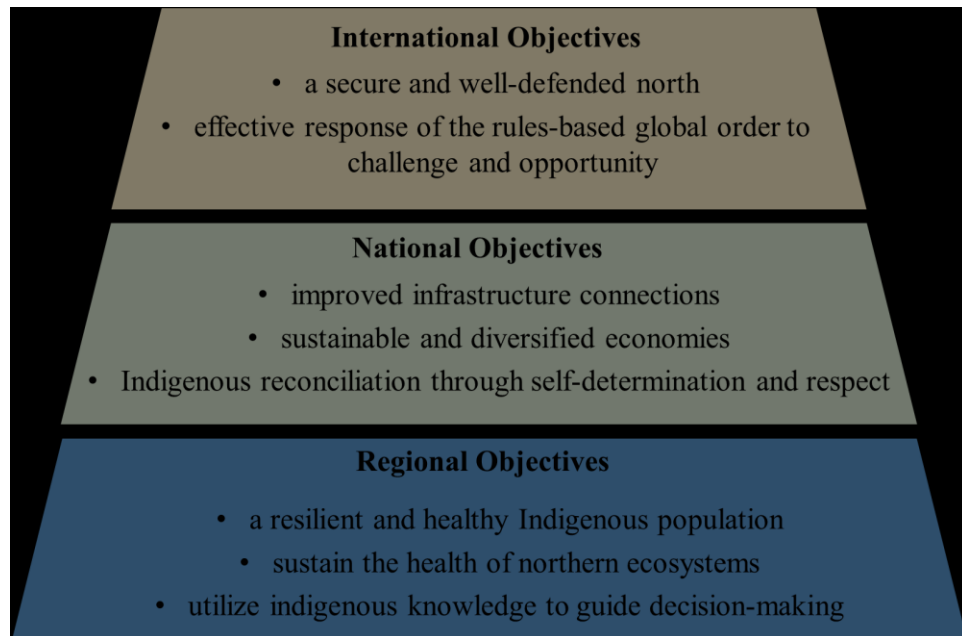 International Objectives
• a secure and well-defended north
• effective response of the rules-based global order to
challenge and opportunity
National Objectives
• improved infrastructure connections
• sustainable and diversified economies
• Indigenous reconciliation through self-determination and respect
Regional Objectives
• a resilient and healthy Indigenous population
• sustain the health of northern ecosystems
• utilize indigenous knowledge to guide decision-making